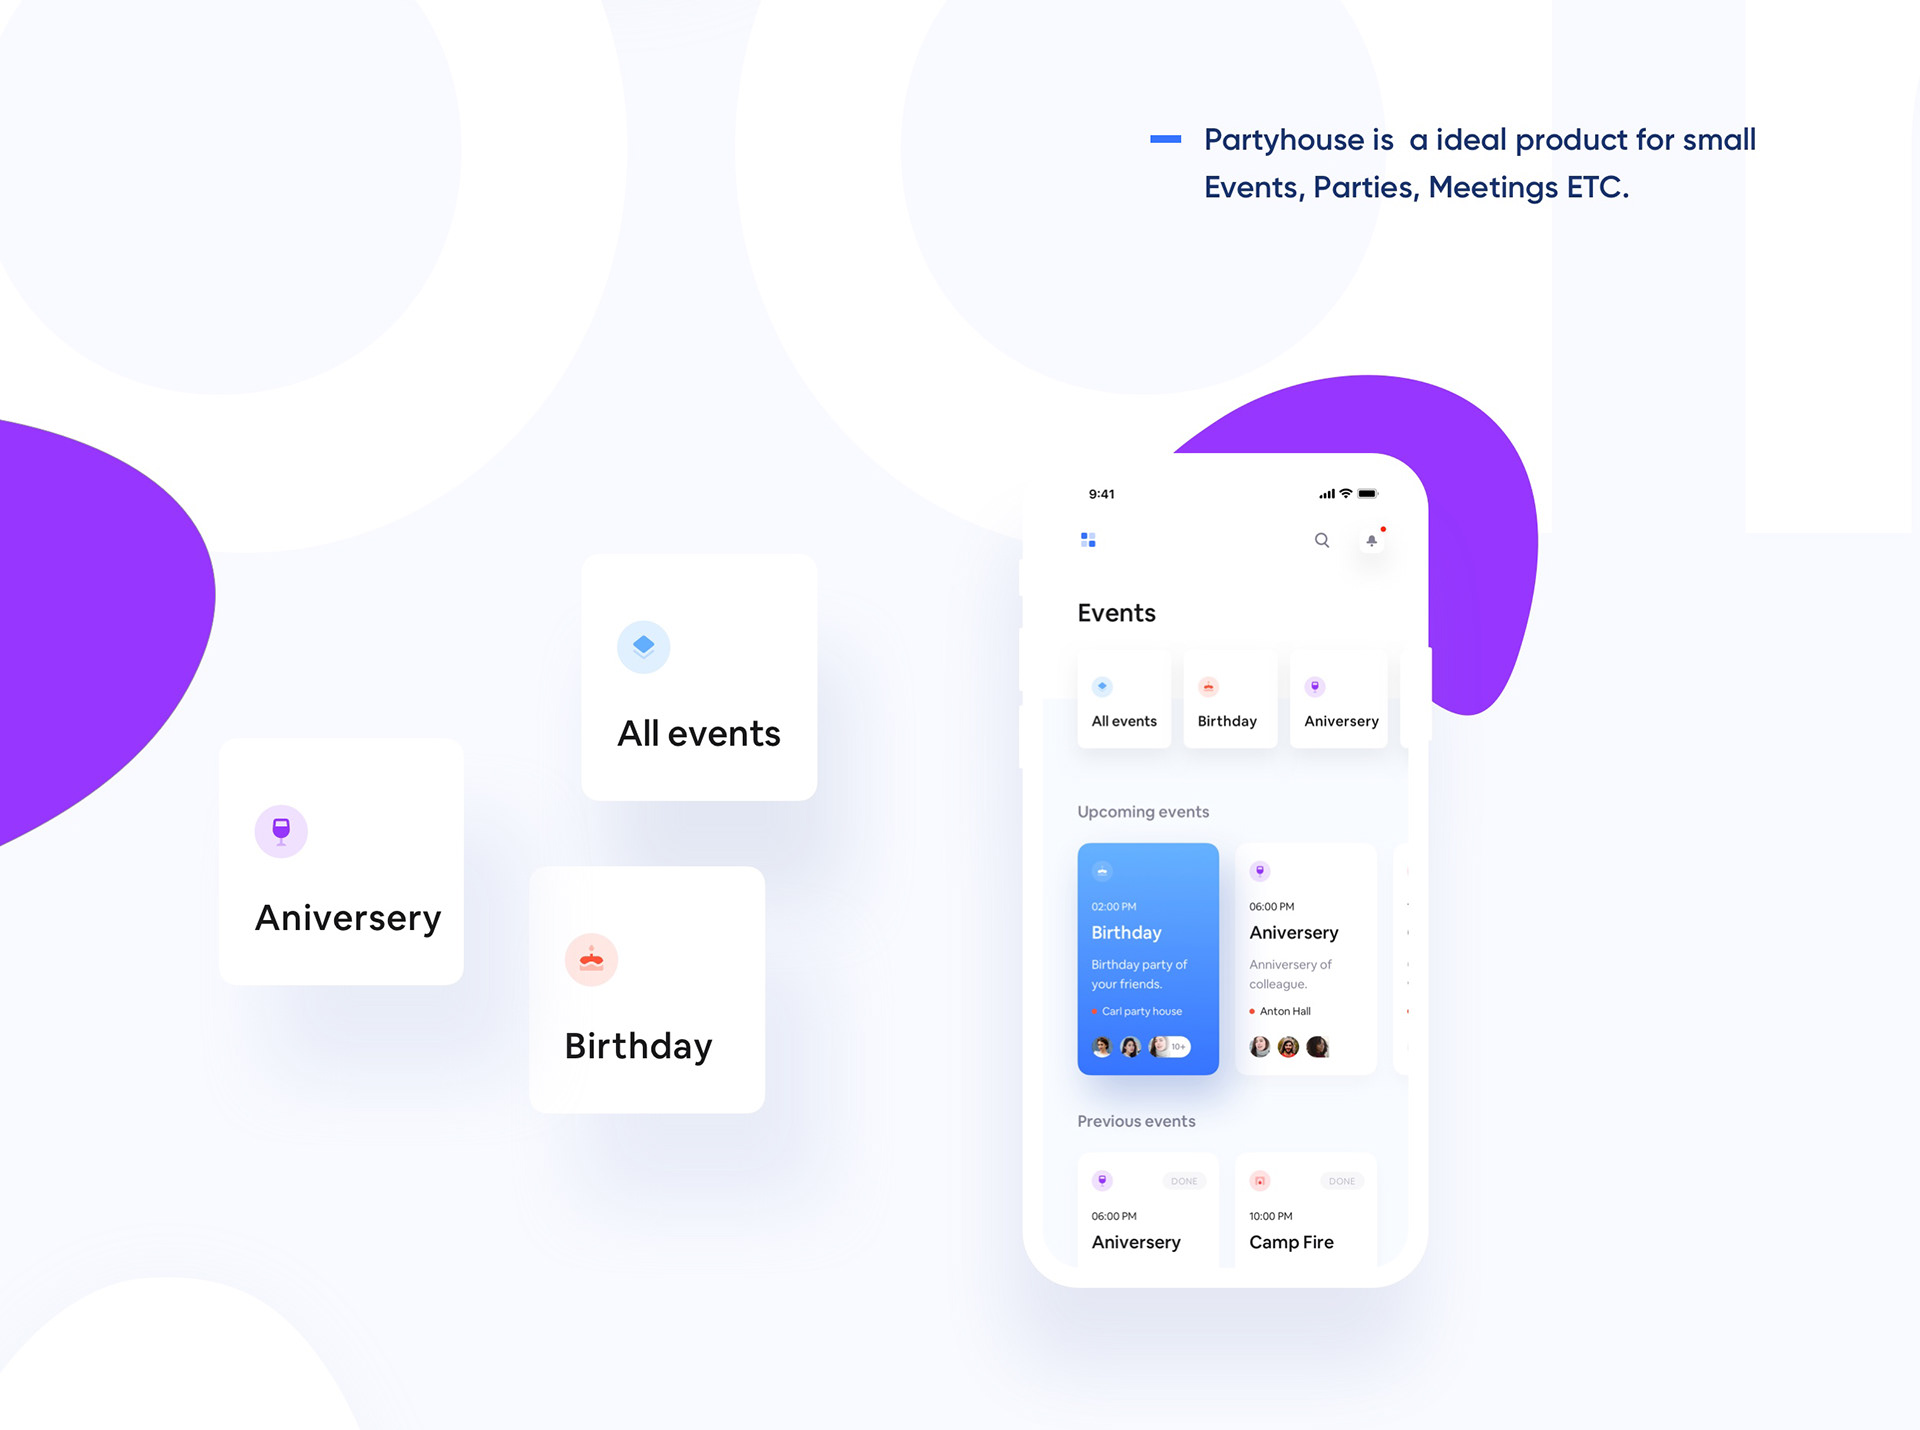 Partyhouse is  a ideal product for small
Events, Parties, Meetings ETC.
All events
Aniversery
Birthday
9:41
Events
All events
Birthday
Aniversery
Upcoming events
02:00 PM
Birthday
Birthday party of
your friends.
Carl party house
10+
06:00 PM
Aniversery
Anniversery of
colleague.
Anton Hall
Previous events
DONE
06:00 PM
Aniversery
DONE
10:00 PM
Camp Fire